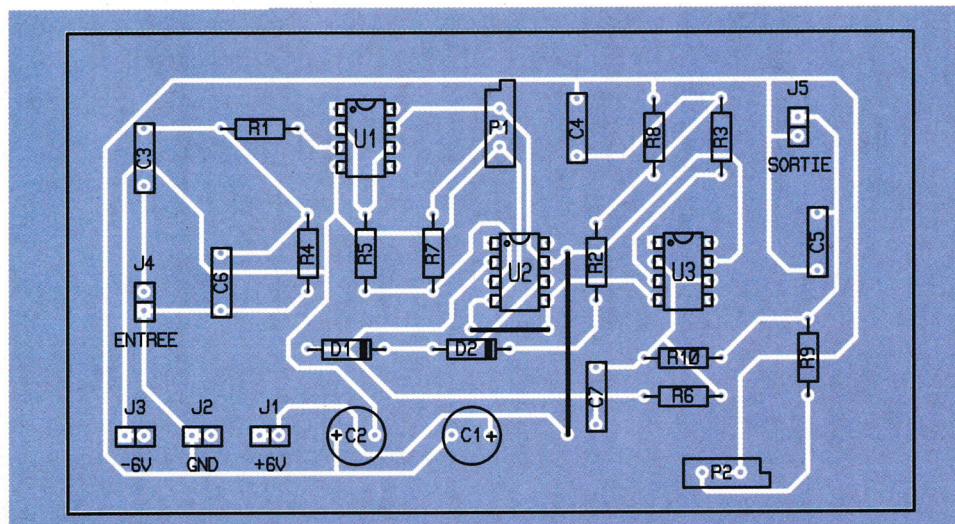 J5
U1
P1
C4
R8
R3
R1
C3
SORTIE
R4
R5
R7
U2
R2
U3
C5
J4
C6
ENTREE
D1
D2
R10
R9
R6
C7
J3
J2
J1
+
C2
C1
+
-6V
GND
+6V
P2